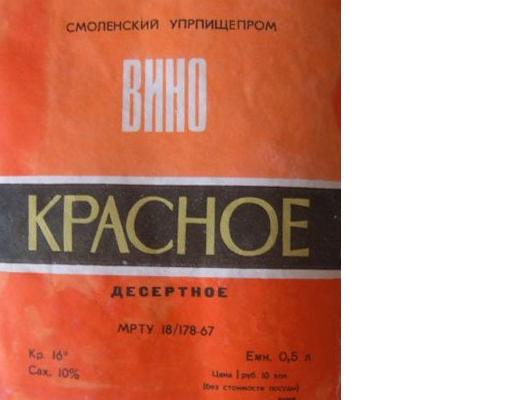 СМОЛЕНСКИЙ УПРПИЩЕПРОМ
ВИНО
КРАСНОЕ
ДЕСЕРТНОЕ
МРТУ 18/178-67
Кр. 16° Емк. 0,5 л
Сах. 10% Цена 1 руб. 10 коп
(без стоимости посуды)